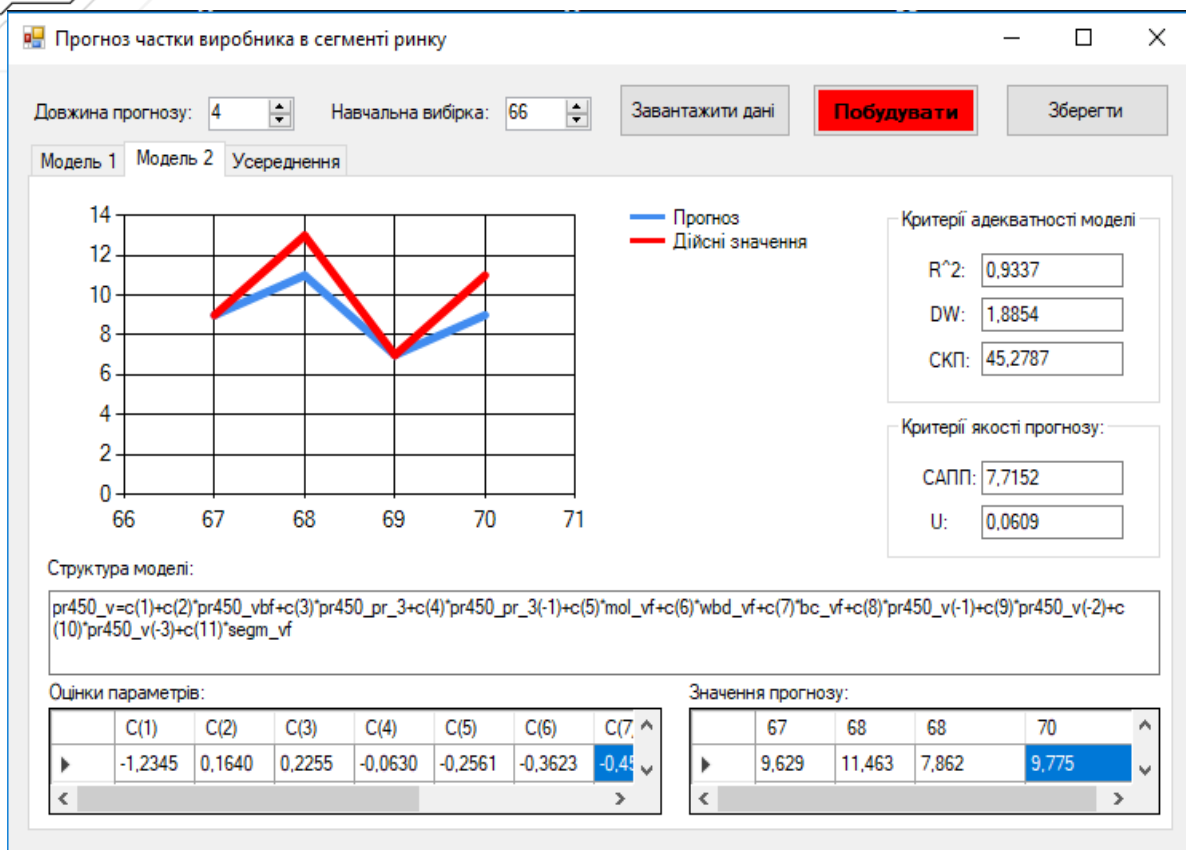 Прогноз частки виробника в сегменті ринку
Довжина прогнозу: 4 Навчальна вибірка: 66 Завантажити дані Побудувати Зберегти
Модель 1 Модель 2 Усереднення
14
12
10
8
6
4
2
0
66 67 68 69 70 71
Прогноз
Дійсні значення
Критерії адекватності моделі
R^2: 0,9337
DW: 1,8854
СКП: 45,2787
Критерії якості прогнозу:
САПП: 7,7152
U: 0,0609
Структура моделі:
pr450_v=c(1)+c(2)*pr450_vbf+c(3)*pr450_pr_3+c(4)*pr450_pr_3(-1)+c(5)*mol_vf+c(6)*wbd_vf+c(7)*bc_vf+c(8)*pr450_v(-1)+c(9)*pr450_v(-2)+c
(10)*pr450_v(-3)+c(11)*segm_vf
Оцінки параметрів:
C(1) C(2) C(3) C(4) C(5) C(6) C(7
-1,2345 0,1640 0,2255 -0,0630 -0,2561 -0,3623 -0,45
Значення прогнозу:
67 68 68 70
9,629 11,463 7,862 9,775